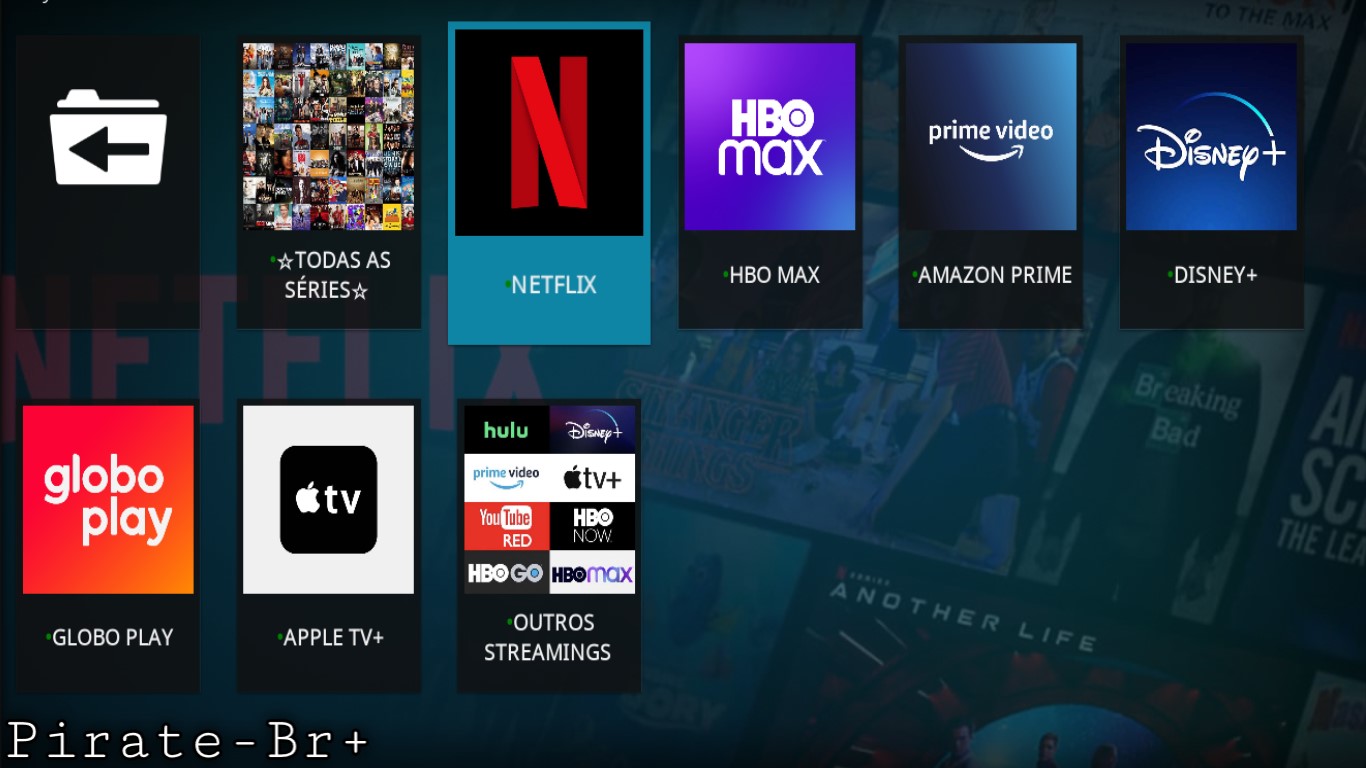 TO THE MAX
HBO
max
prime video
Disney+
•☆TODAS AS
SÉRIES☆
•NETFLIX
•HBO MAX
•AMAZON PRIME
•DISNEY+
NETFLIX
STRANGER
THINGS
Breaking
Bad
globo
play
tv
hulu
Disney+
prime video
tv+
YouTube
RED
HBO
NOW
HBO GO
HBO max
THE LEA
SERIES
ANOTHER LIFE
•GLOBO PLAY
•APPLE TV+
•OUTROS
STREAMINGS
Pirate-Br+